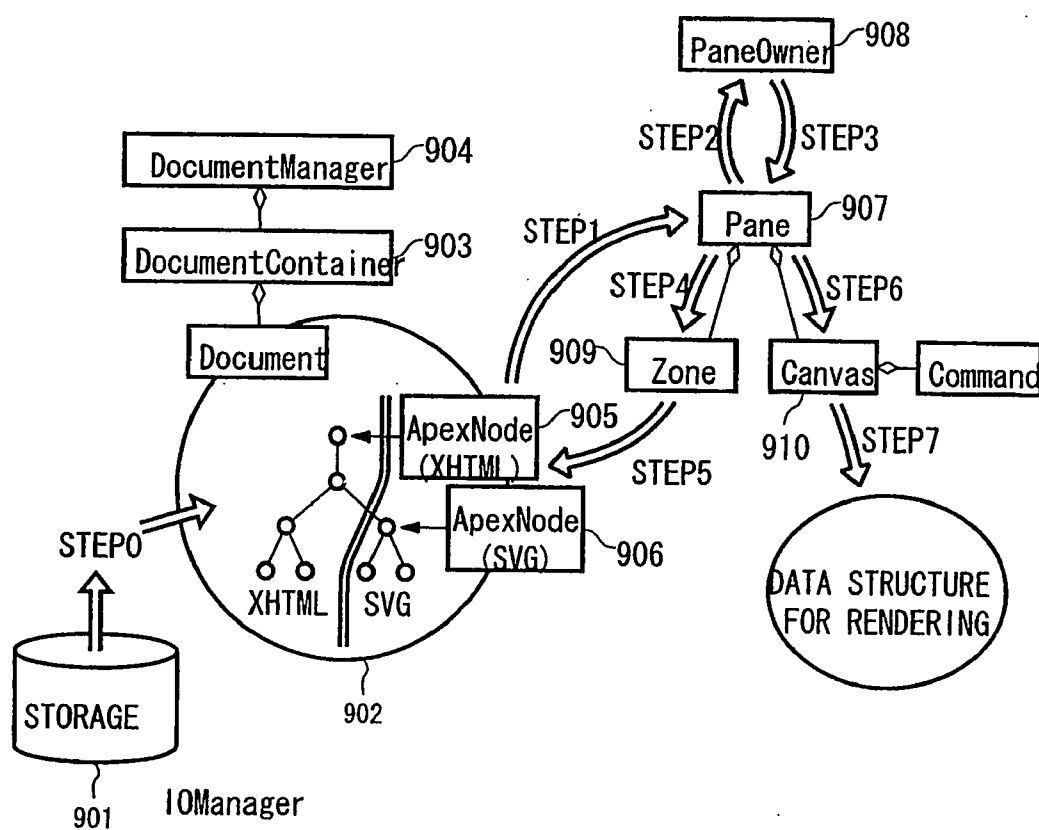 PaneOwner
908
STEP2
STEP3
DocumentManager
904
Pane
907
STEP1
DocumentContainer
903
STEP4
STEP6
Document
909
Zone
Canvas
Command
910
ApexNode
(XHTML)
905
STEP5
STEP7
ApexNode
(SVG)
906
STEP0
XHTML
SVG
DATA STRUCTURE
FOR RENDERING
902
STORAGE
901
IOManager